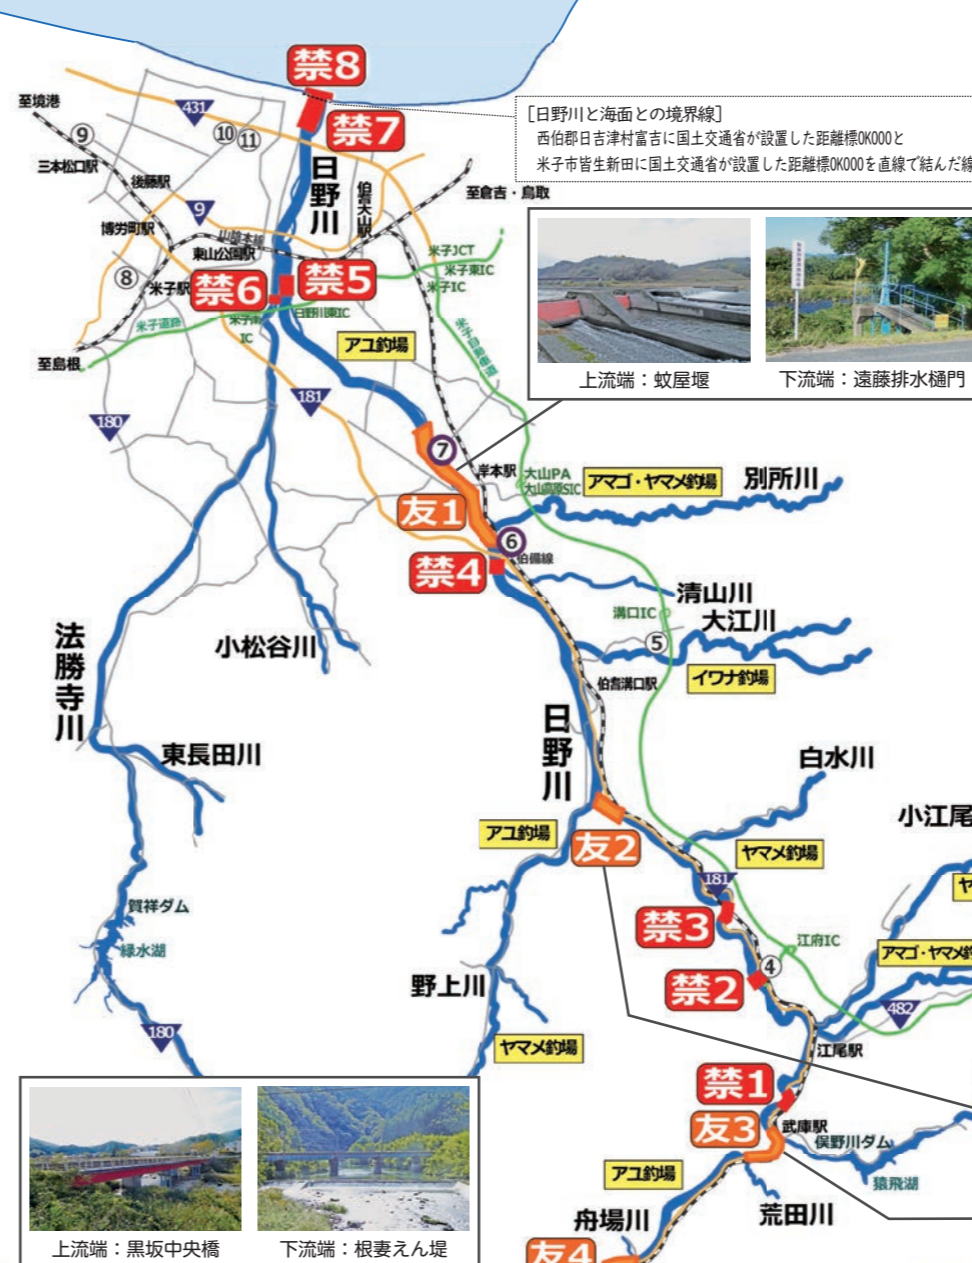 禁8
至境港
431
⑨
⑩
⑪
禁7
[日野川と海面との境界線]
西伯郡日吉津村富吉に国土交通省が設置した距離標0K000と
米子市皆生新田に国土交通省が設置した距離標0K000を直線で結んだ線
三本松口駅
後藤駅
日野川
伯耆大山駅
至倉吉・鳥取
9
博労町駅
山陰本線
東山公園駅
米子JCT
米子東IC
米子IC
⑧
米子駅
禁6
禁5
米子道路
米子南IC
日野川東IC
米子自動車道
アユ釣場
至島根
上流端：蚊屋堰
下流端：遠藤排水樋門
181
180
⑦
岸本駅
大山PA
大山高原SIC
アマゴ・ヤマメ釣場
別所川
友1
⑥
伯備線
禁4
清山川
溝口IC
大江川
⑤
小松谷川
法勝寺川
イワナ釣場
伯耆溝口駅
日野川
東長田川
白水川
小江尾
アユ釣場
友2
ヤマメ釣場
181
ヤ
賀祥ダム
緑水湖
禁3
江府IC
アマゴ・ヤマメ釣
④
禁2
野上川
482
180
ヤマメ釣場
江尾駅
禁1
友3
武庫駅
俣野川ダム
猿飛湖
アユ釣場
荒田川
舟場川
友4
上流端：黒坂中央橋
下流端：根妻えん堤